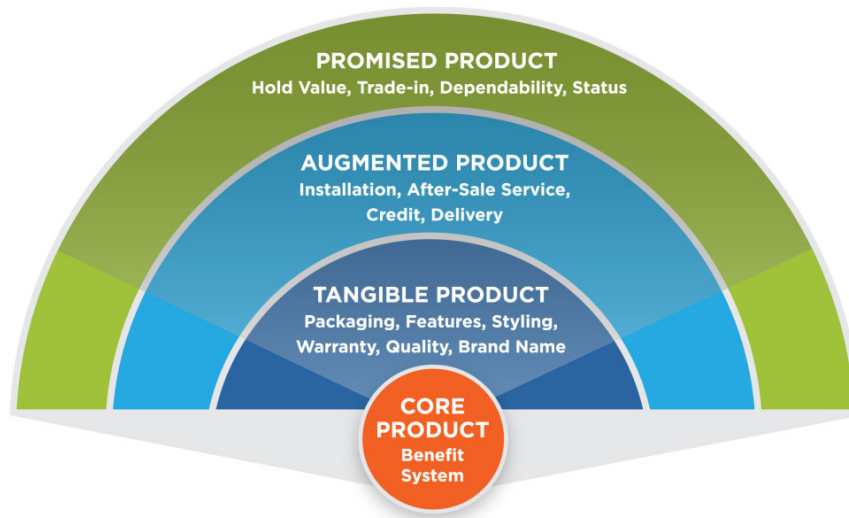 PROMISED PRODUCT
Hold Value, Trade-in, Dependability, Status
AUGMENTED PRODUCT
Installation, After-Sale Service,
Credit, Delivery
TANGIBLE PRODUCT
Packaging, Features, Styling,
Warranty, Quality, Brand Name
CORE
PRODUCT
Benefit
System